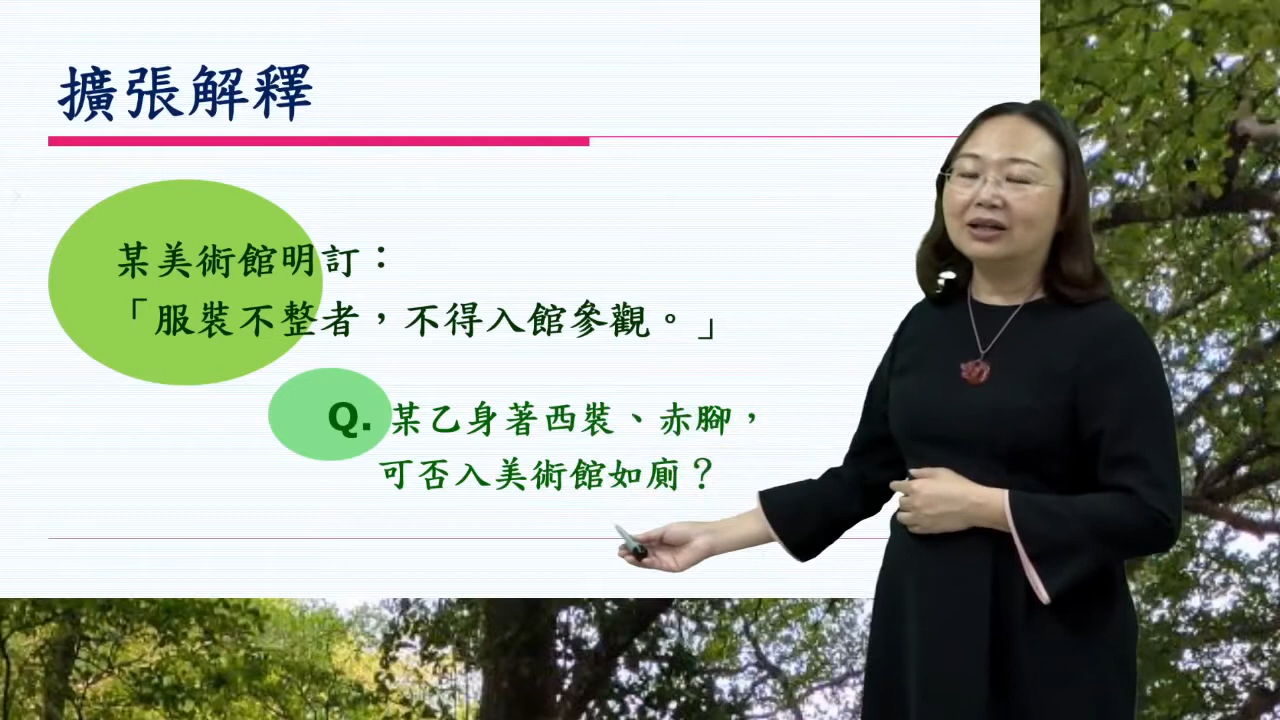 擴張解釋
某美術館明訂：
「服裝不整者，不得入館參觀。」
Q. 某乙身著西裝、赤腳，
可否入美術館如廁？